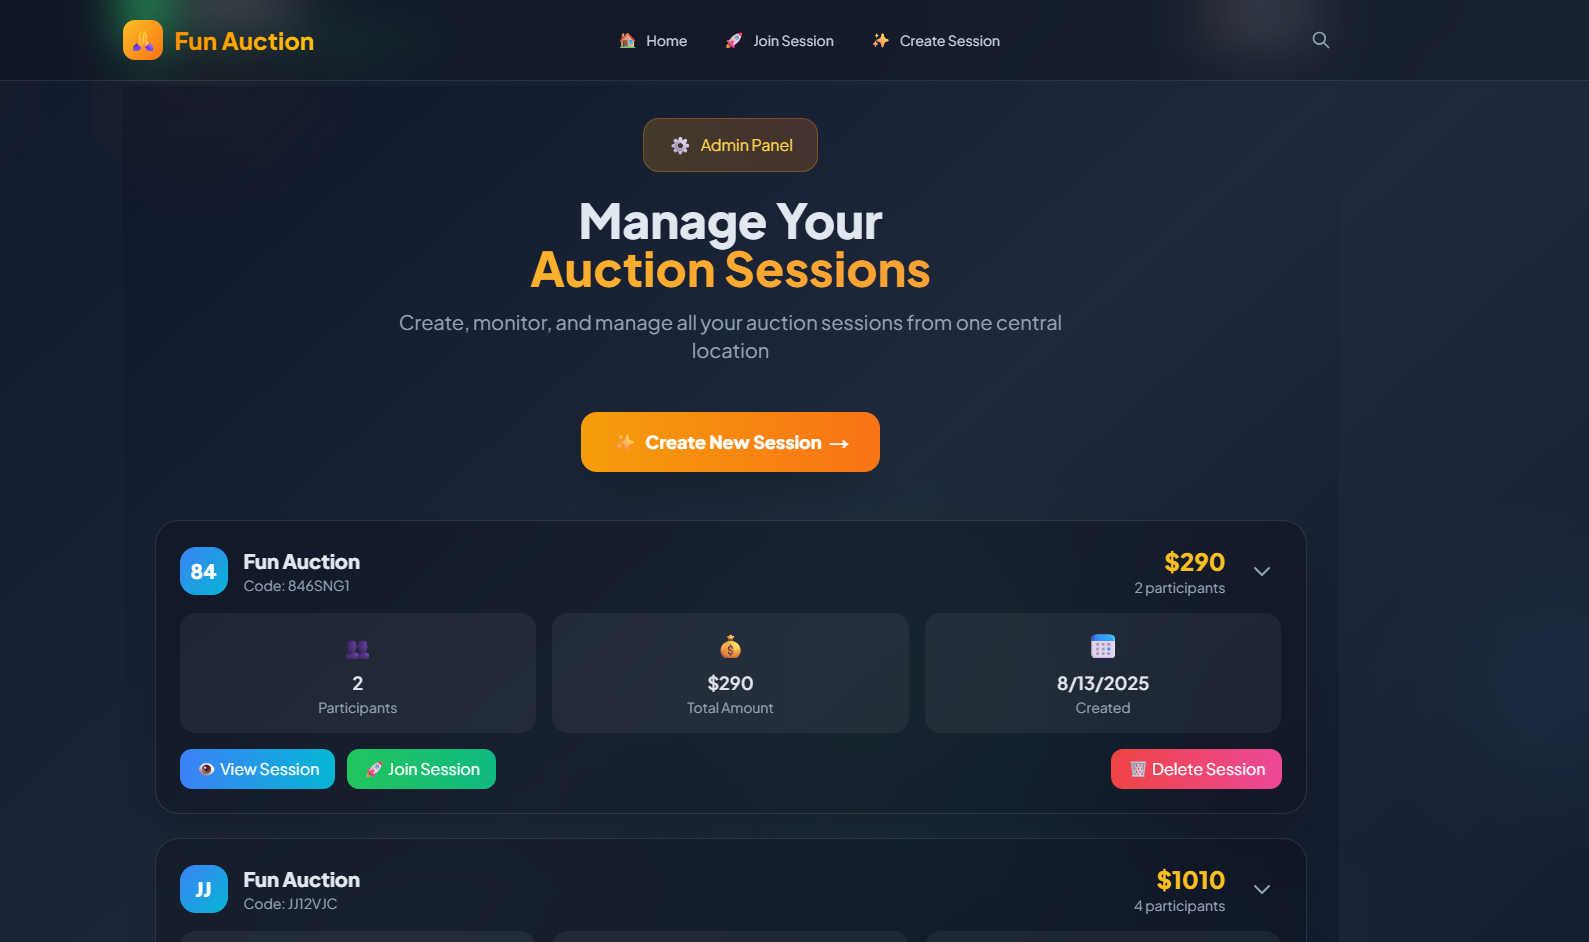 Fun Auction
Home
Join Session
Create Session
Admin Panel
Manage Your
Auction Sessions
Create, monitor, and manage all your auction sessions from one central
location
Create New Session →
84
Fun Auction
Code: 846SNG1
$290
2 participants
2
Participants
$290
Total Amount
8/13/2025
Created
View Session
Join Session
Delete Session
JJ
Fun Auction
Code: JJ12VJC
$1010
4 participants